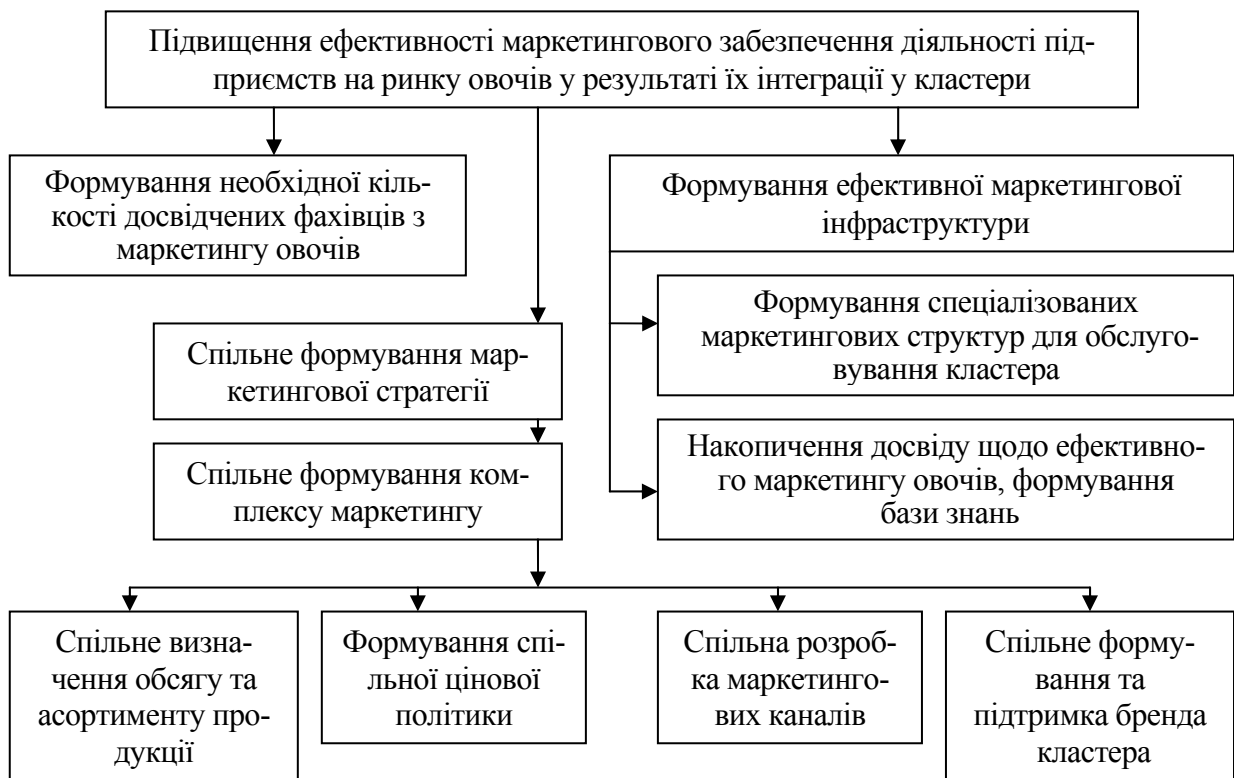 Підвищення ефективності маркетингового забезпечення діяльності під-
приємств на ринку овочів у результаті їх інтеграції у кластери
Формування необхідної кіль-
кості досвідчених фахівців з
маркетингу овочів
Формування ефективної маркетингової
інфраструктури
Формування спеціалізованих
маркетингових структур для обслуго-
вування кластера
Спільне формування мар-
кетингової стратегії
Накопичення досвіду щодо ефективно-
го маркетингу овочів, формування
бази знань
Спільне формування ком-
плексу маркетингу
Спільне визна-
чення обсягу та
асортименту про-
дукції
Формування спі-
льної цінової
політики
Спільна розроб-
ка маркетинго-
вих каналів
Спільне форму-
вання та
підтримка бренда
кластера